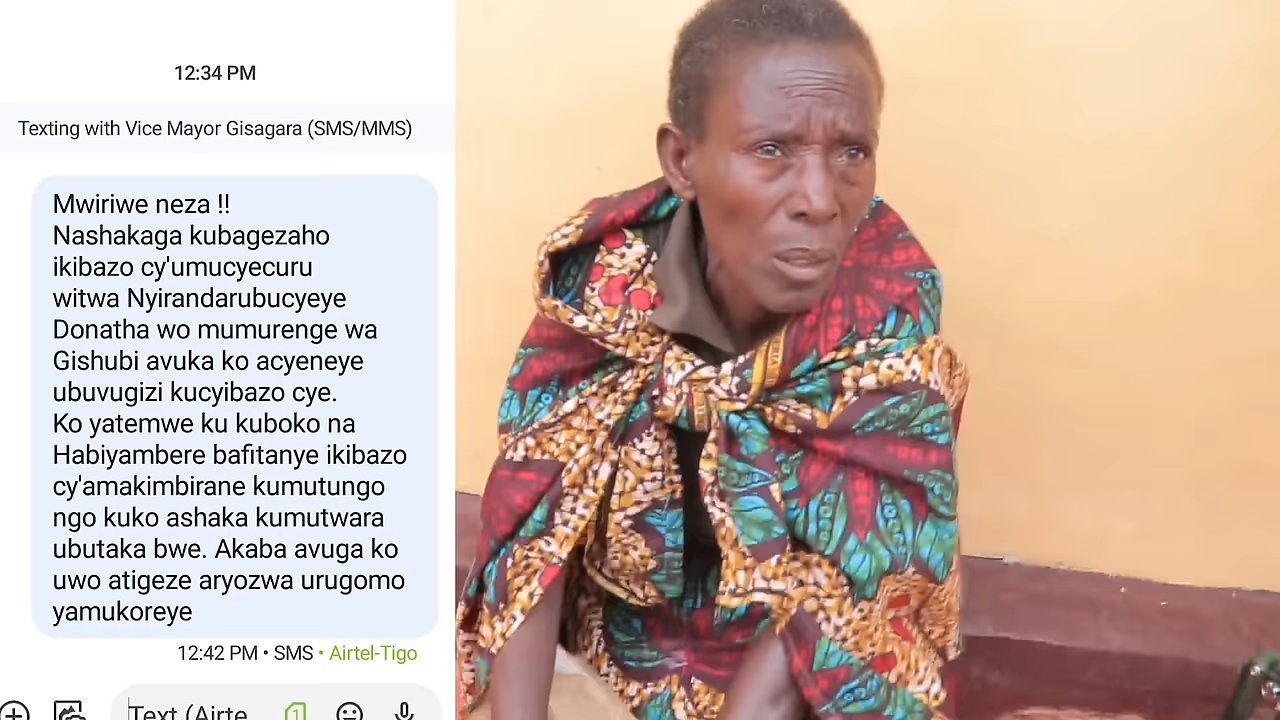 12:34 PM
Texting with Vice Mayor Gisagara (SMS/MMS)
Mwiriwe neza !!
Nashakaga kubagezaho
ikibazo cy'umucyecuru
witwa Nyirandarubucyeye
Donatha wo mumurenge wa
Gishubi avuka ko acyeneye
ubuvugizi kucyibazo cye.
Ko yatemwe ku kuboko na
Habiyambere bafitanye ikibazo
cy'amakimbirane kumutungo
ngo kuko ashaka kumutwara
ubutaka bwe. Akaba avuga ko
uwo atigeze aryozwa urugomo
yamukoreye
12:42 PM • SMS • Airtel-Tigo
Text (Airte
1